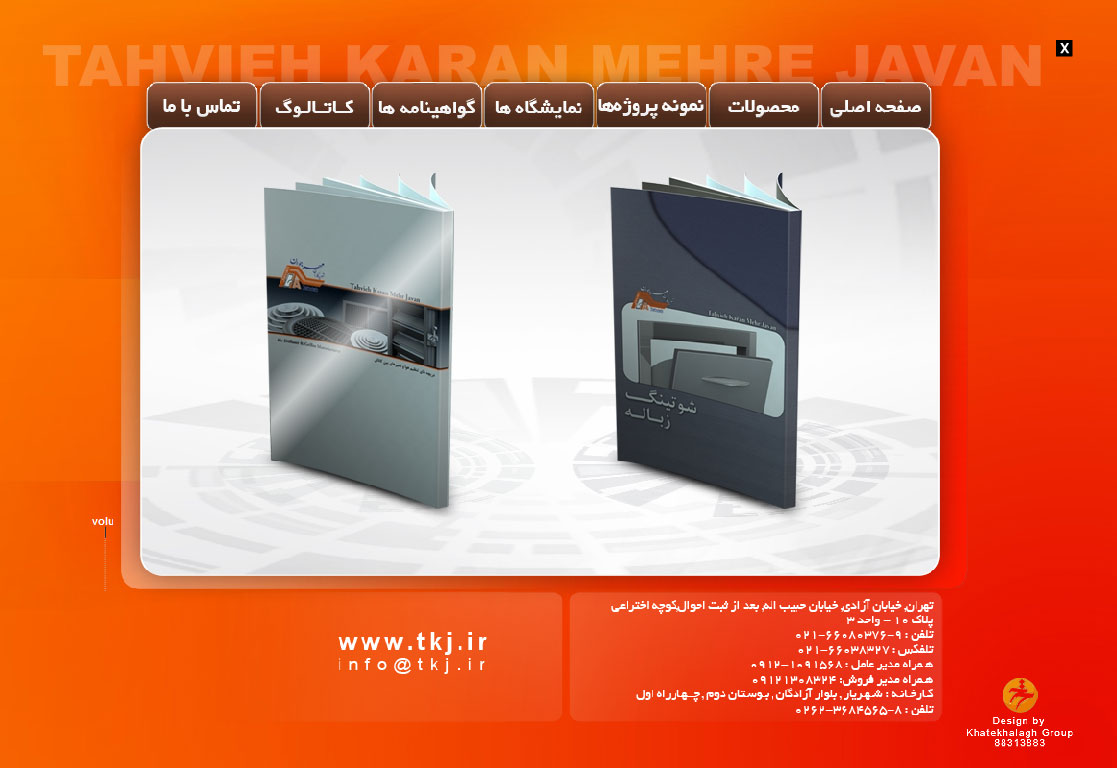 TAHVIEH KARAN MEHRE JAVAN
X
صفحه اصلی
محصولات
نمونه پروژه‌ها
نمایشگاه ها
گواهینامه ها
کاتالوگ
تماس با ما
Tahvieh Karan Mehr Javan
Tahvieh Karan Mehr Javan
شوتینگ
زباله
volu
تهران, خیابان آزادی, خیابان حبیب اله, بعد از ثبت احوال,کوچه اختراعی
پلاک ۱۰ - واحد ۳
تلفن : ۹-۶۶۰۸۰۳۷۶-۰۲۱
تلفکس : ۶۶۰۳۸۳۲۷-۰۲۱
همراه مدیر عامل : ۱۰۹۱۵۶۸-۰۹۱۲
همراه مدیر فروش: ۰۹۱۲۱۳۰۸۳۲۴
کارخانه : شهریار, بلوار آزادگان , بوستان دوم , چهارراه اول
تلفن : ۸-۳۶۸۴۵۶۵-۰۲۶۲
www.tkj.ir
info@tkj.ir
Design by
Khatekhalagh Group
88313883